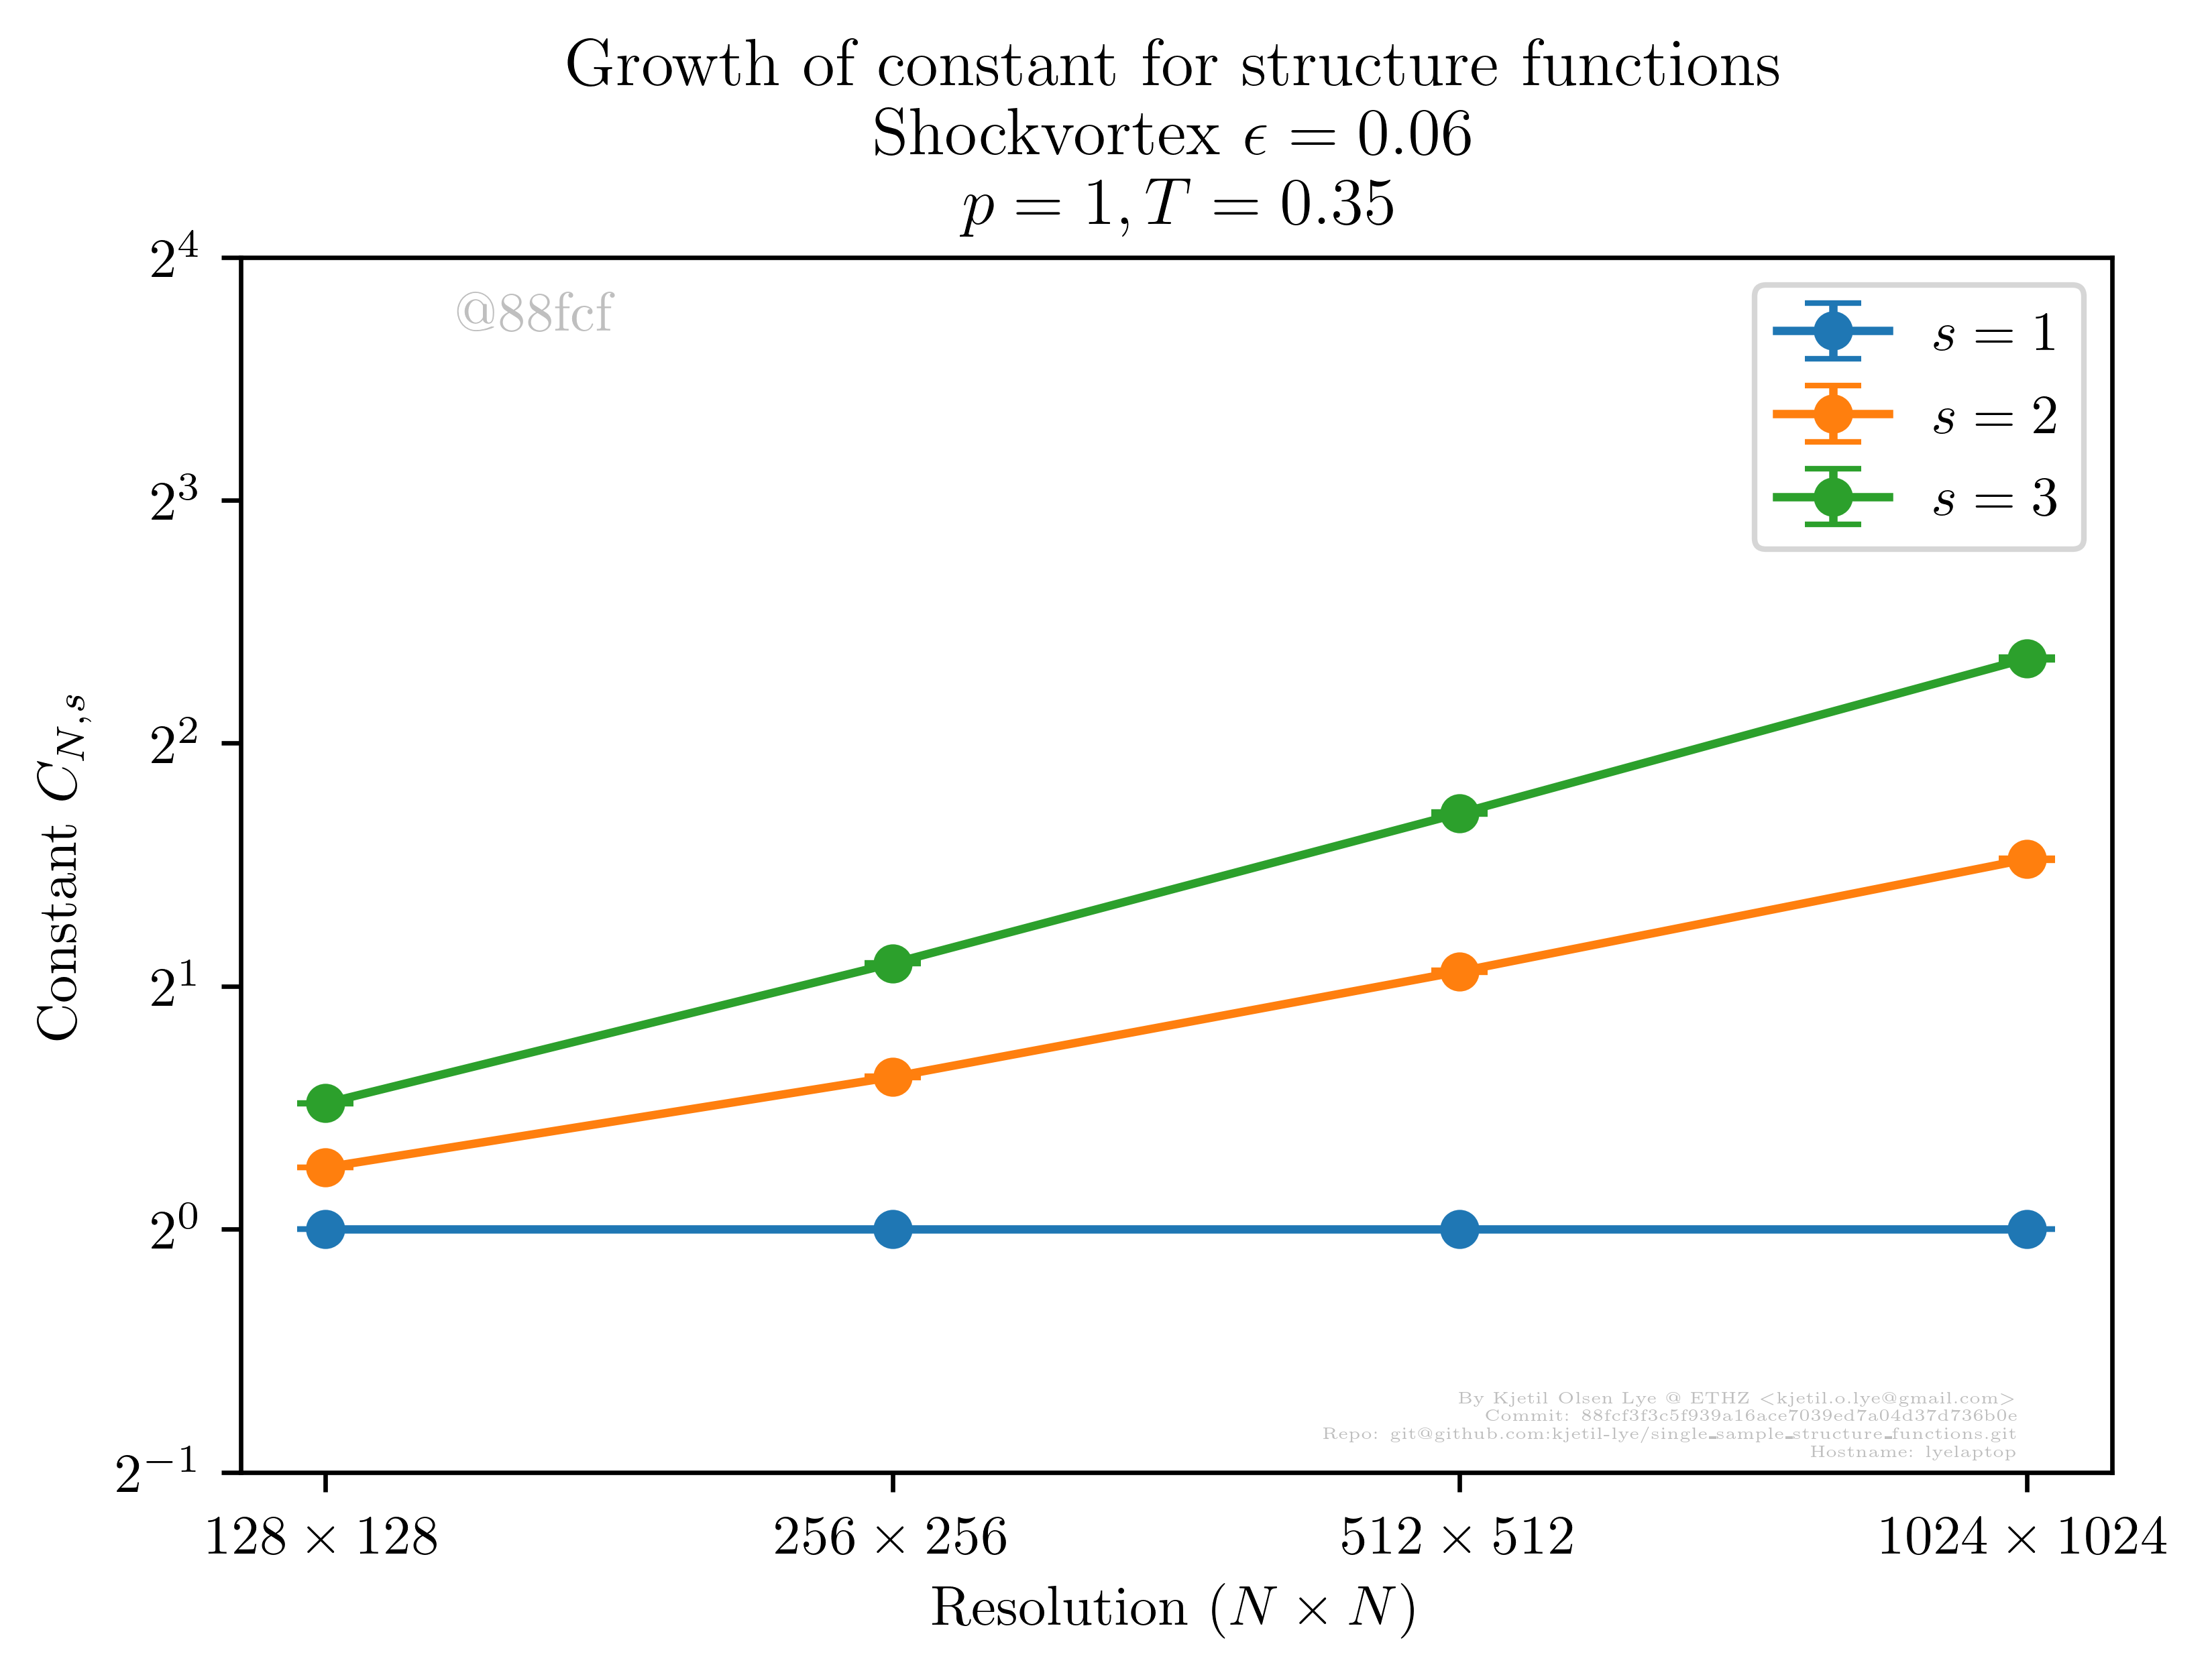 Growth of constant for structure functions
Shockvortex ϵ = 0.06
p = 1, T = 0.35
@88fcf
s = 1
s = 2
s = 3
2^4
2^3
2^2
2^1
2^0
2^{-1}
Constant C_{N,s}
By Kjetil Olsen Lye @ ETHZ <kjetil.o.lye@gmail.com>
Commit: 88fcf3f3c5f939a16ace7039ed7a04d37d736b0e
Repo: git@github.com:kjetil-lye/single_sample_structure_functions.git
Hostname: lyelaptop
128 × 128
256 × 256
512 × 512
1024 × 1024
Resolution (N × N)